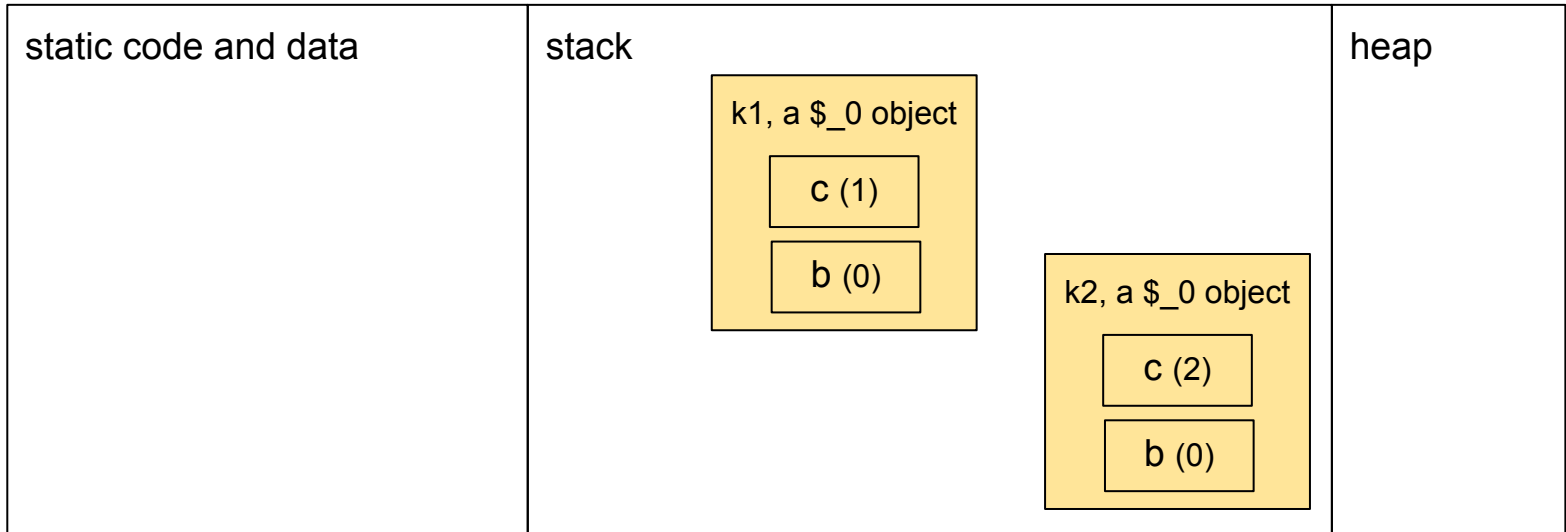 static code and data
stack
heap
k1, a $_0 object
c (1)
b (0)
k2, a $_0 object
c (2)
b (0)